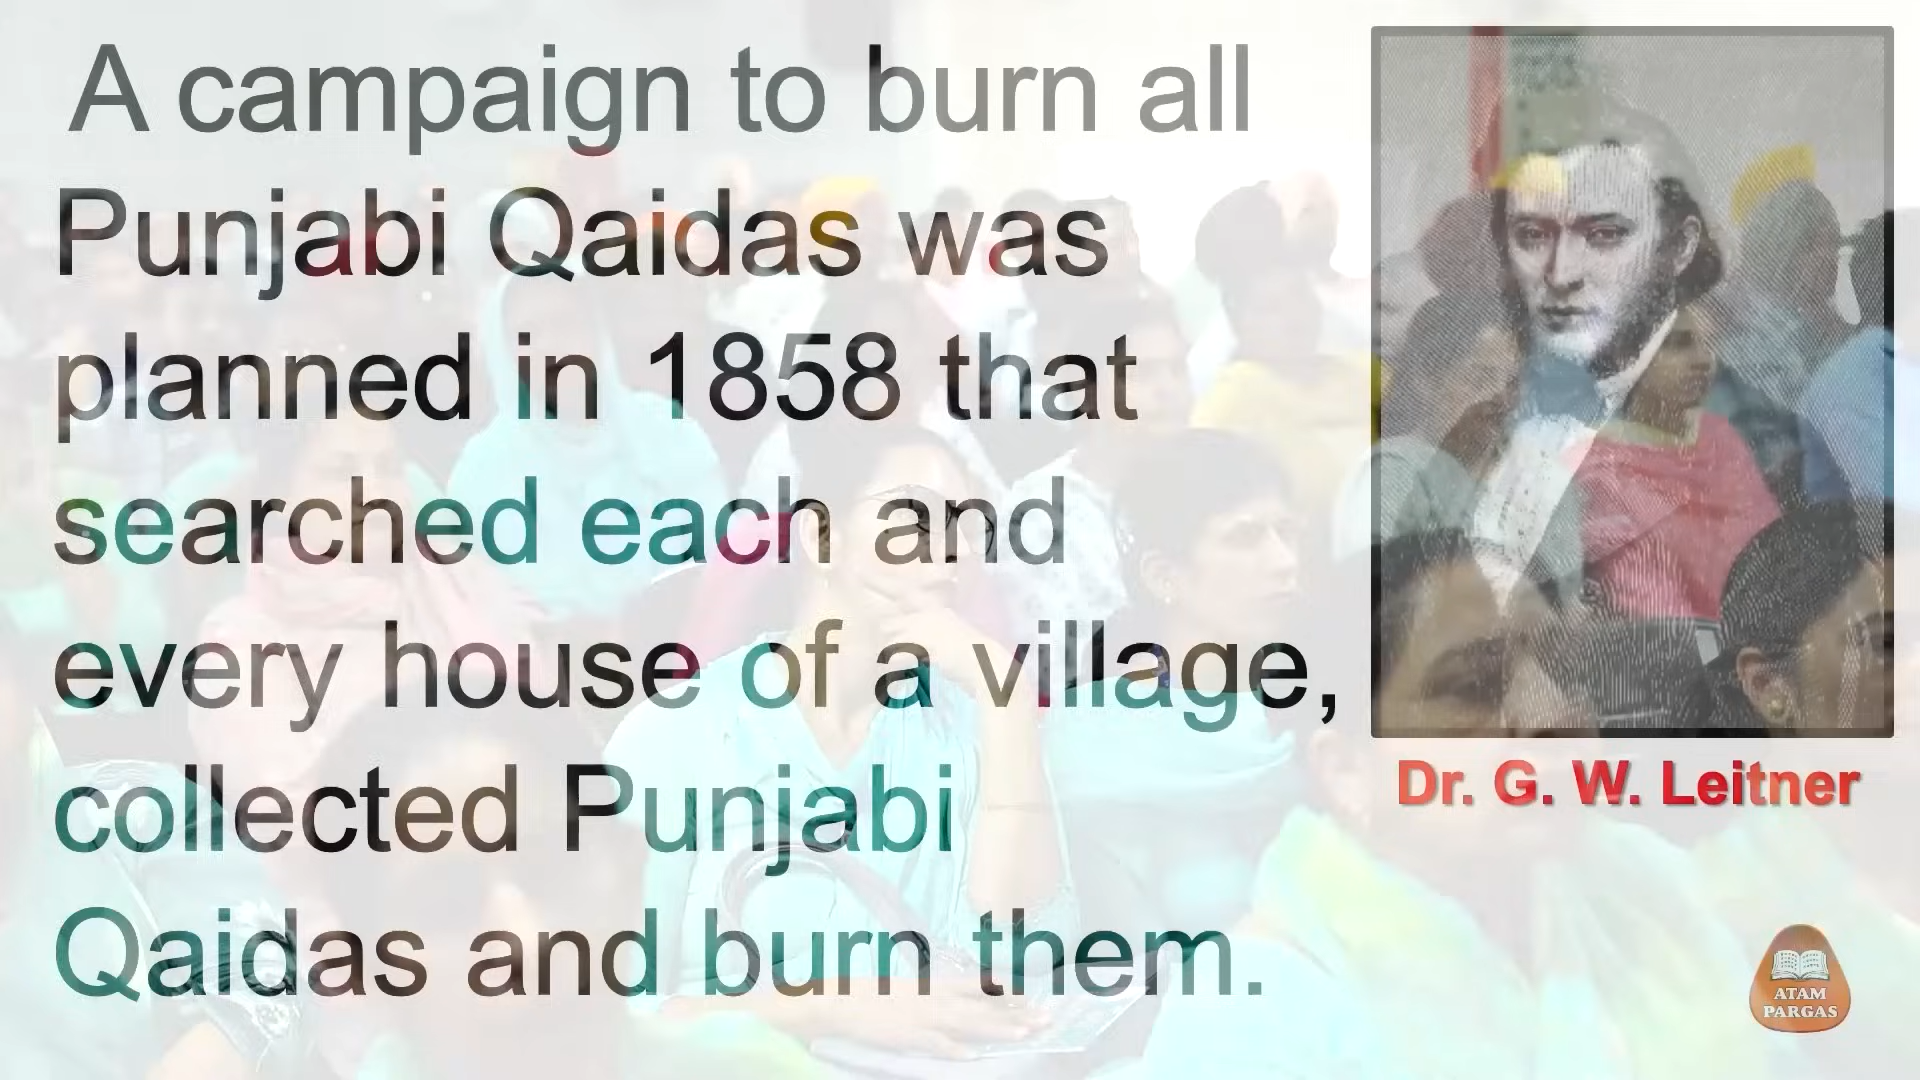 A campaign to burn all
Punjabi Qaidas was
planned in 1858 that
searched each and
every house of a village,
collected Punjabi
Qaidas and burn them.
Dr. G. W. Leitner
ATAM
PARGAS